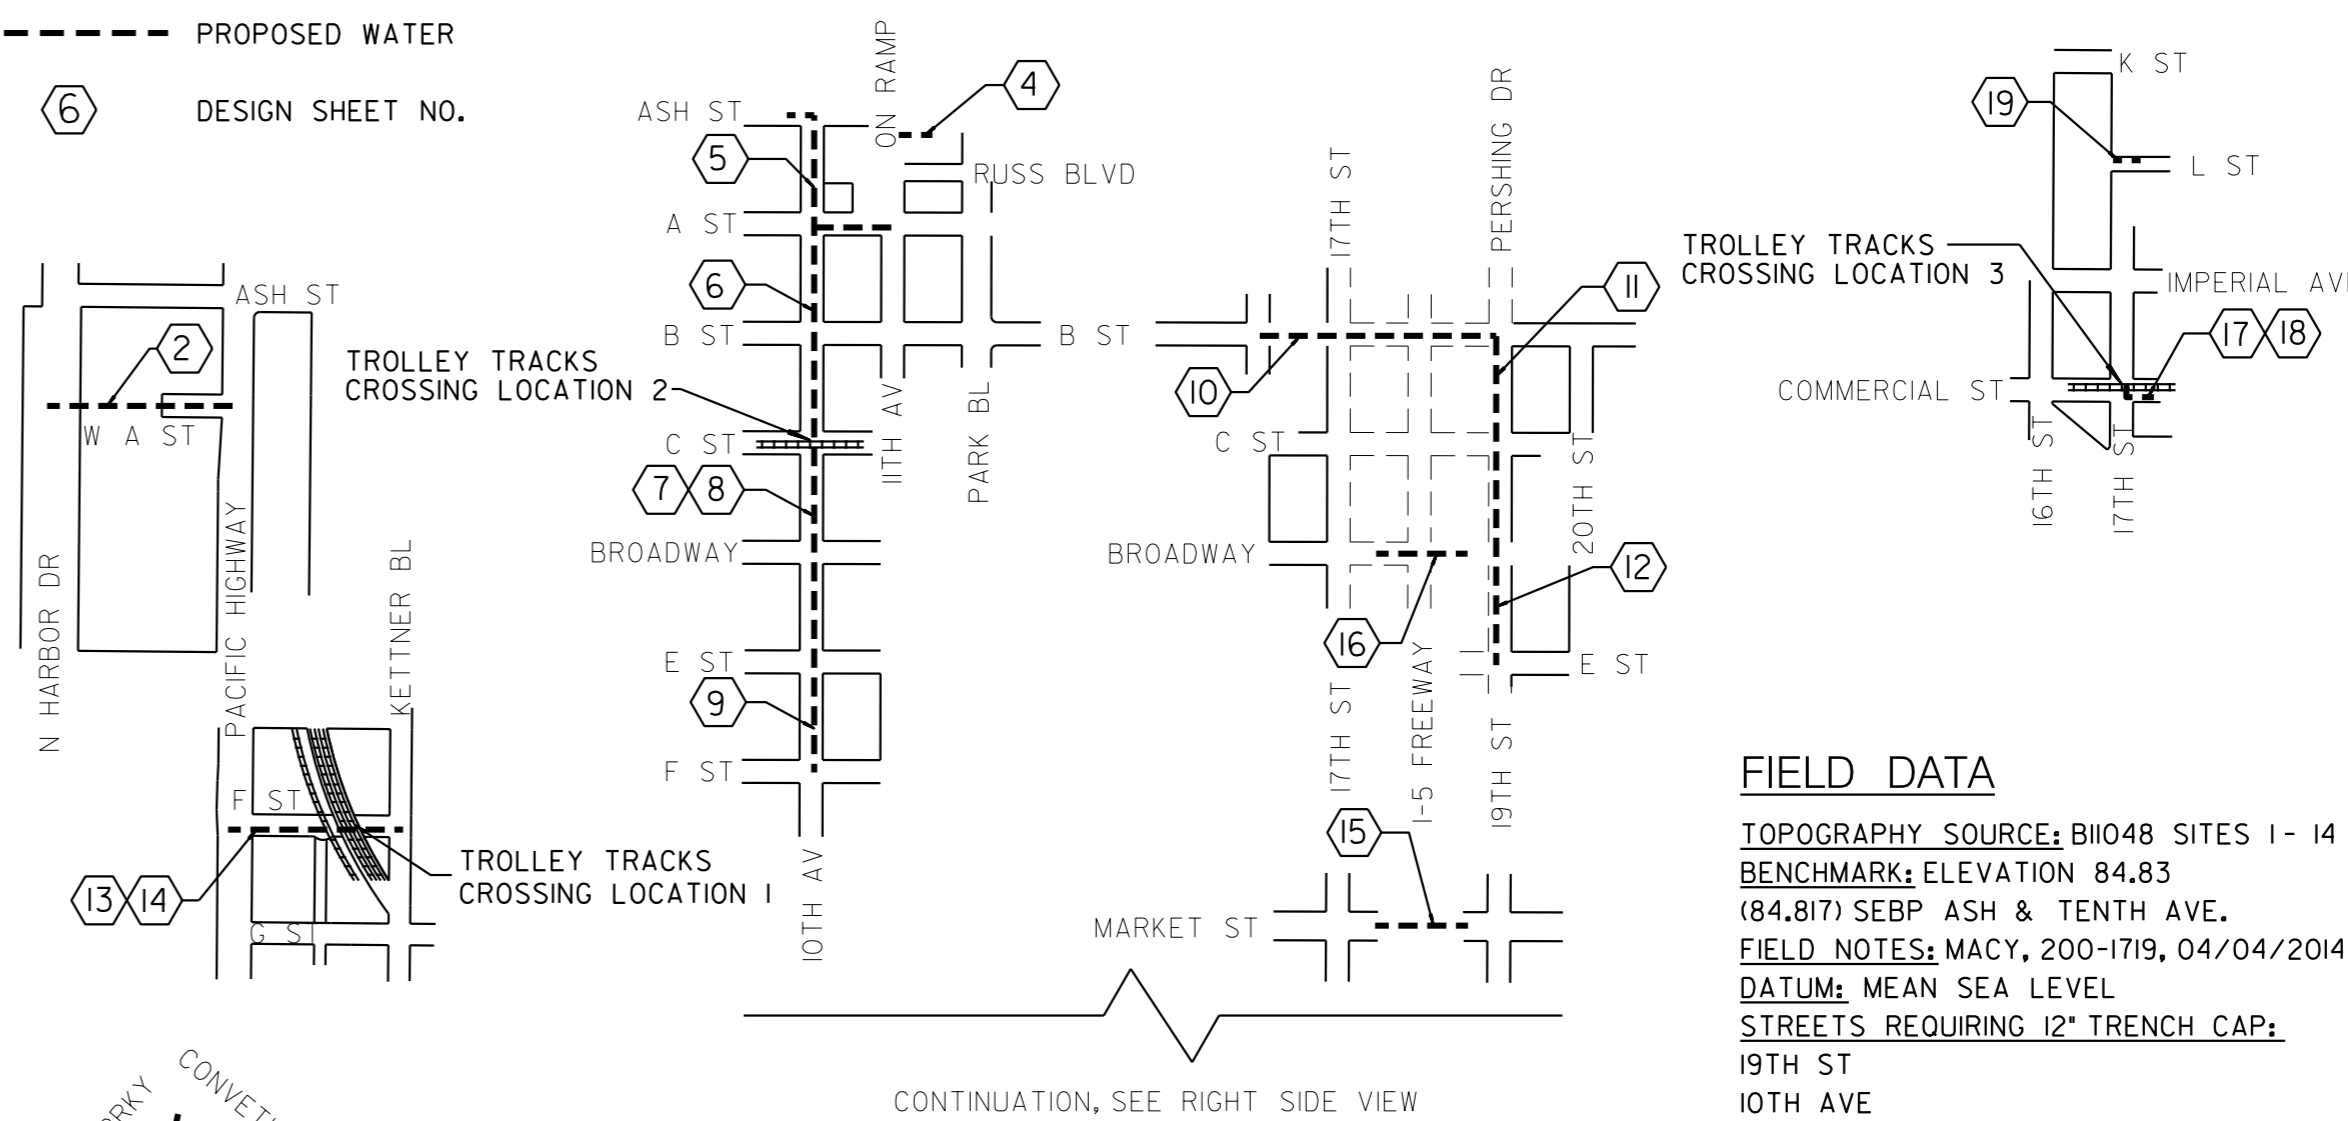 PROPOSED WATER
6 DESIGN SHEET NO.
ASH ST
2
W A ST
N HARBOR DR
PACIFIC HIGHWAY
KETTNER BL
F ST
13 14
G ST
TROLLEY TRACKS
CROSSING LOCATION 1
ON RAMP
4
ASH ST
5
RUSS BLVD
A ST
6
B ST
B ST
TROLLEY TRACKS
CROSSING LOCATION 2
C ST
11TH AV
PARK BL
7 8
BROADWAY
E ST
9
F ST
10TH AV
17TH ST
PERSHING DR
11
10
C ST
20TH ST
BROADWAY
12
16
E ST
17TH ST
I-5 FREEWAY
19TH ST
15
MARKET ST
K ST
19
L ST
TROLLEY TRACKS
CROSSING LOCATION 3
IMPERIAL AV
17 18
COMMERCIAL ST
16TH ST
17TH ST
FIELD DATA
TOPOGRAPHY SOURCE: B11048 SITES 1 - 14
BENCHMARK: ELEVATION 84.83
(84.817) SEBP ASH & TENTH AVE.
FIELD NOTES: MACY, 200-1719, 04/04/2014
DATUM: MEAN SEA LEVEL
STREETS REQUIRING 12" TRENCH CAP:
19TH ST
10TH AVE
CONTINUATION, SEE RIGHT SIDE VIEW